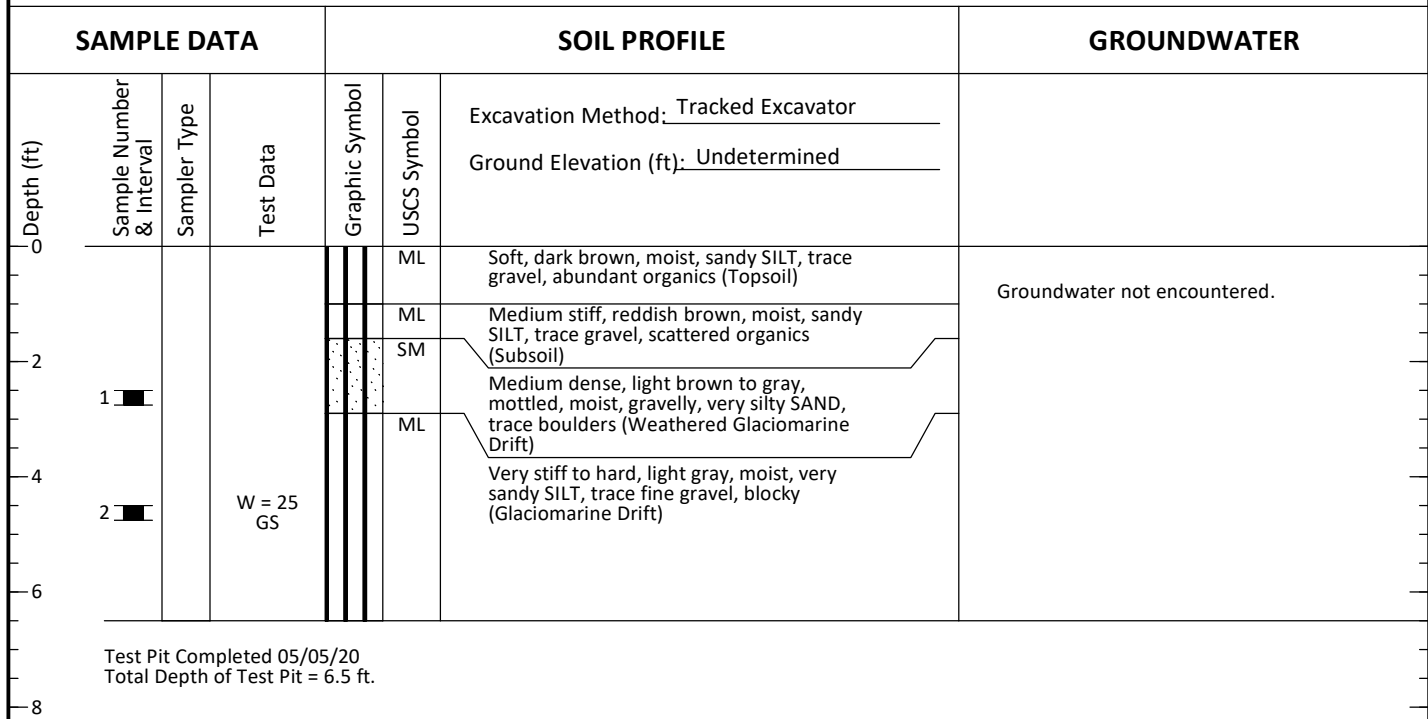 SAMPLE DATA
SOIL PROFILE
GROUNDWATER
Depth (ft)
Sample Number
& Interval
Sampler Type
Test Data
Graphic Symbol
USCS Symbol
Excavation Method: Tracked Excavator
Ground Elevation (ft): Undetermined
0
ML
Soft, dark brown, moist, sandy SILT, trace
gravel, abundant organics (Topsoil)
Groundwater not encountered.
ML
Medium stiff, reddish brown, moist, sandy
SILT, trace gravel, scattered organics
(Subsoil)
SM
2
Medium dense, light brown to gray,
mottled, moist, gravelly, very silty SAND,
trace boulders (Weathered Glaciomarine
Drift)
1
ML
4
Very stiff to hard, light gray, moist, very
sandy SILT, trace fine gravel, blocky
(Glaciomarine Drift)
2
W = 25
GS
6
Test Pit Completed 05/05/20
Total Depth of Test Pit = 6.5 ft.
8